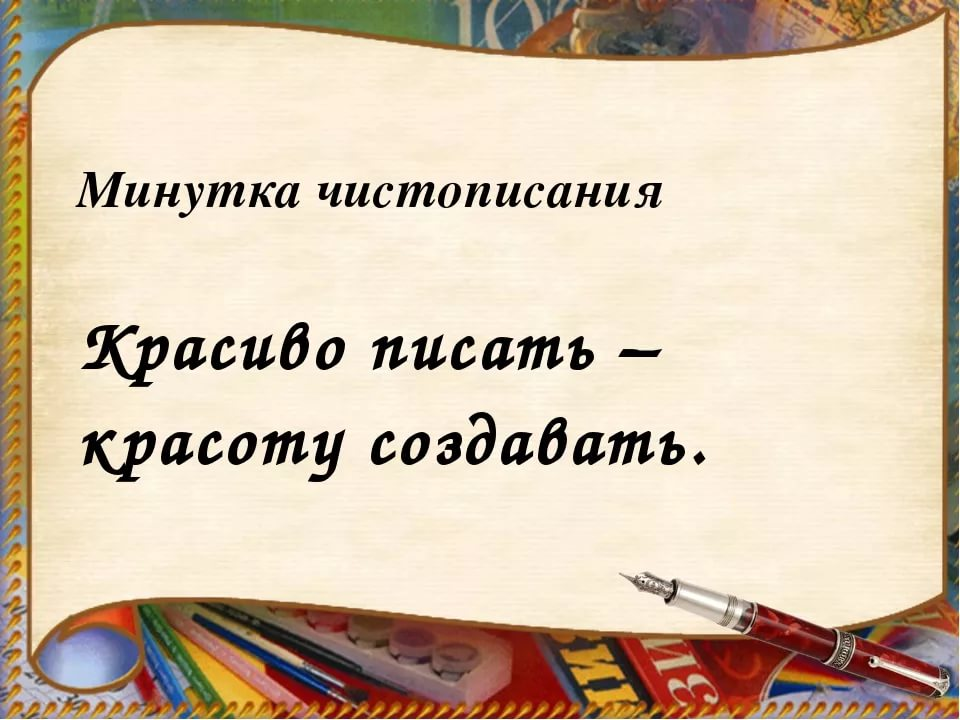 Минутка чистописания
Красиво писать –
красоту создавать.